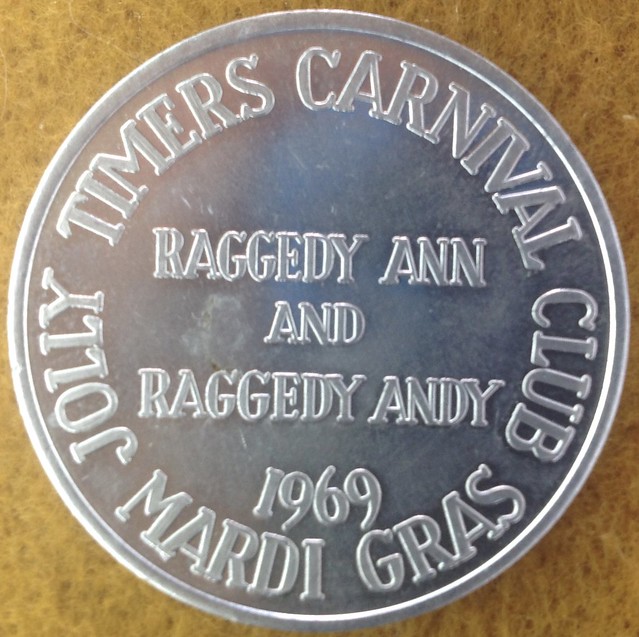 JOLLY TIMERS CARNIVAL CLUB
RAGGEDY ANN
AND
RAGGEDY ANDY
1969
MARDI GRAS